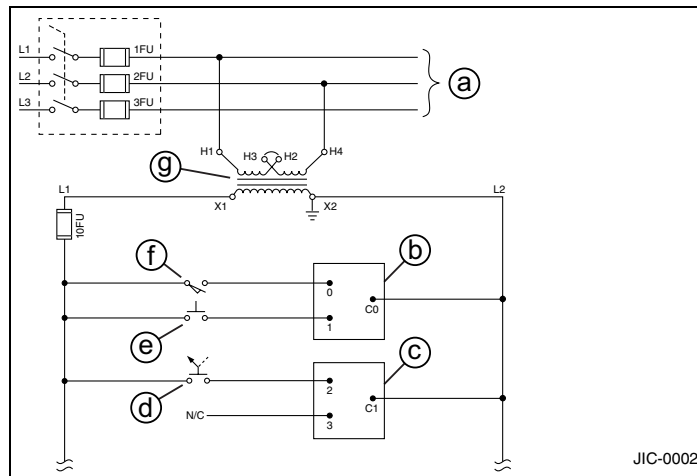 L1 1FU
L2 2FU a
L3 3FU
H1 H3 H2 H4
g
L1 X1 X2 L2
10FU
f b
0
C0
1
e
c
2
d C1
N/C 3
JIC-0002